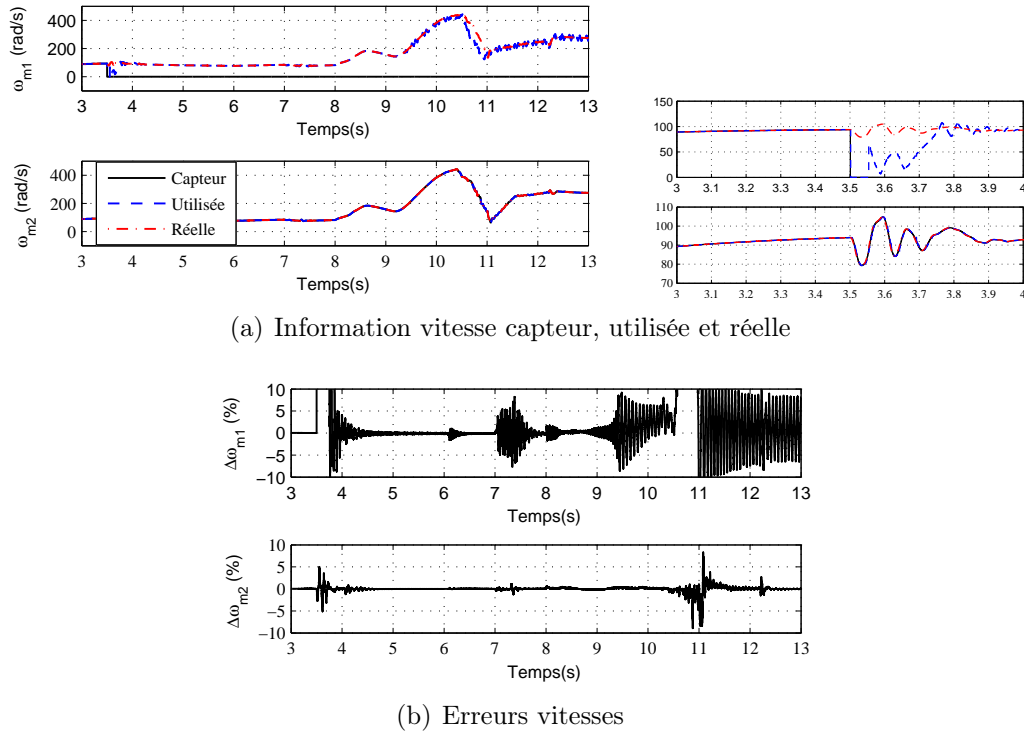 ωm1 (rad/s)
400
200
0
3 4 5 6 7 8 9 10 11 12 13
Temps(s)
ωm2 (rad/s)
400
200
0
Capteur
Utilisée
Réelle
3 4 5 6 7 8 9 10 11 12 13
Temps(s)
150
100
50
0
3 3.1 3.2 3.3 3.4 3.5 3.6 3.7 3.8 3.9 4
110
100
90
80
70
3 3.1 3.2 3.3 3.4 3.5 3.6 3.7 3.8 3.9 4
(a) Information vitesse capteur, utilisée et réelle
Δωm1 (%)
10
5
0
−5
−10
3 4 5 6 7 8 9 10 11 12 13
Temps(s)
Δωm2 (%)
10
5
0
−5
−10
3 4 5 6 7 8 9 10 11 12 13
Temps(s)
(b) Erreurs vitesses